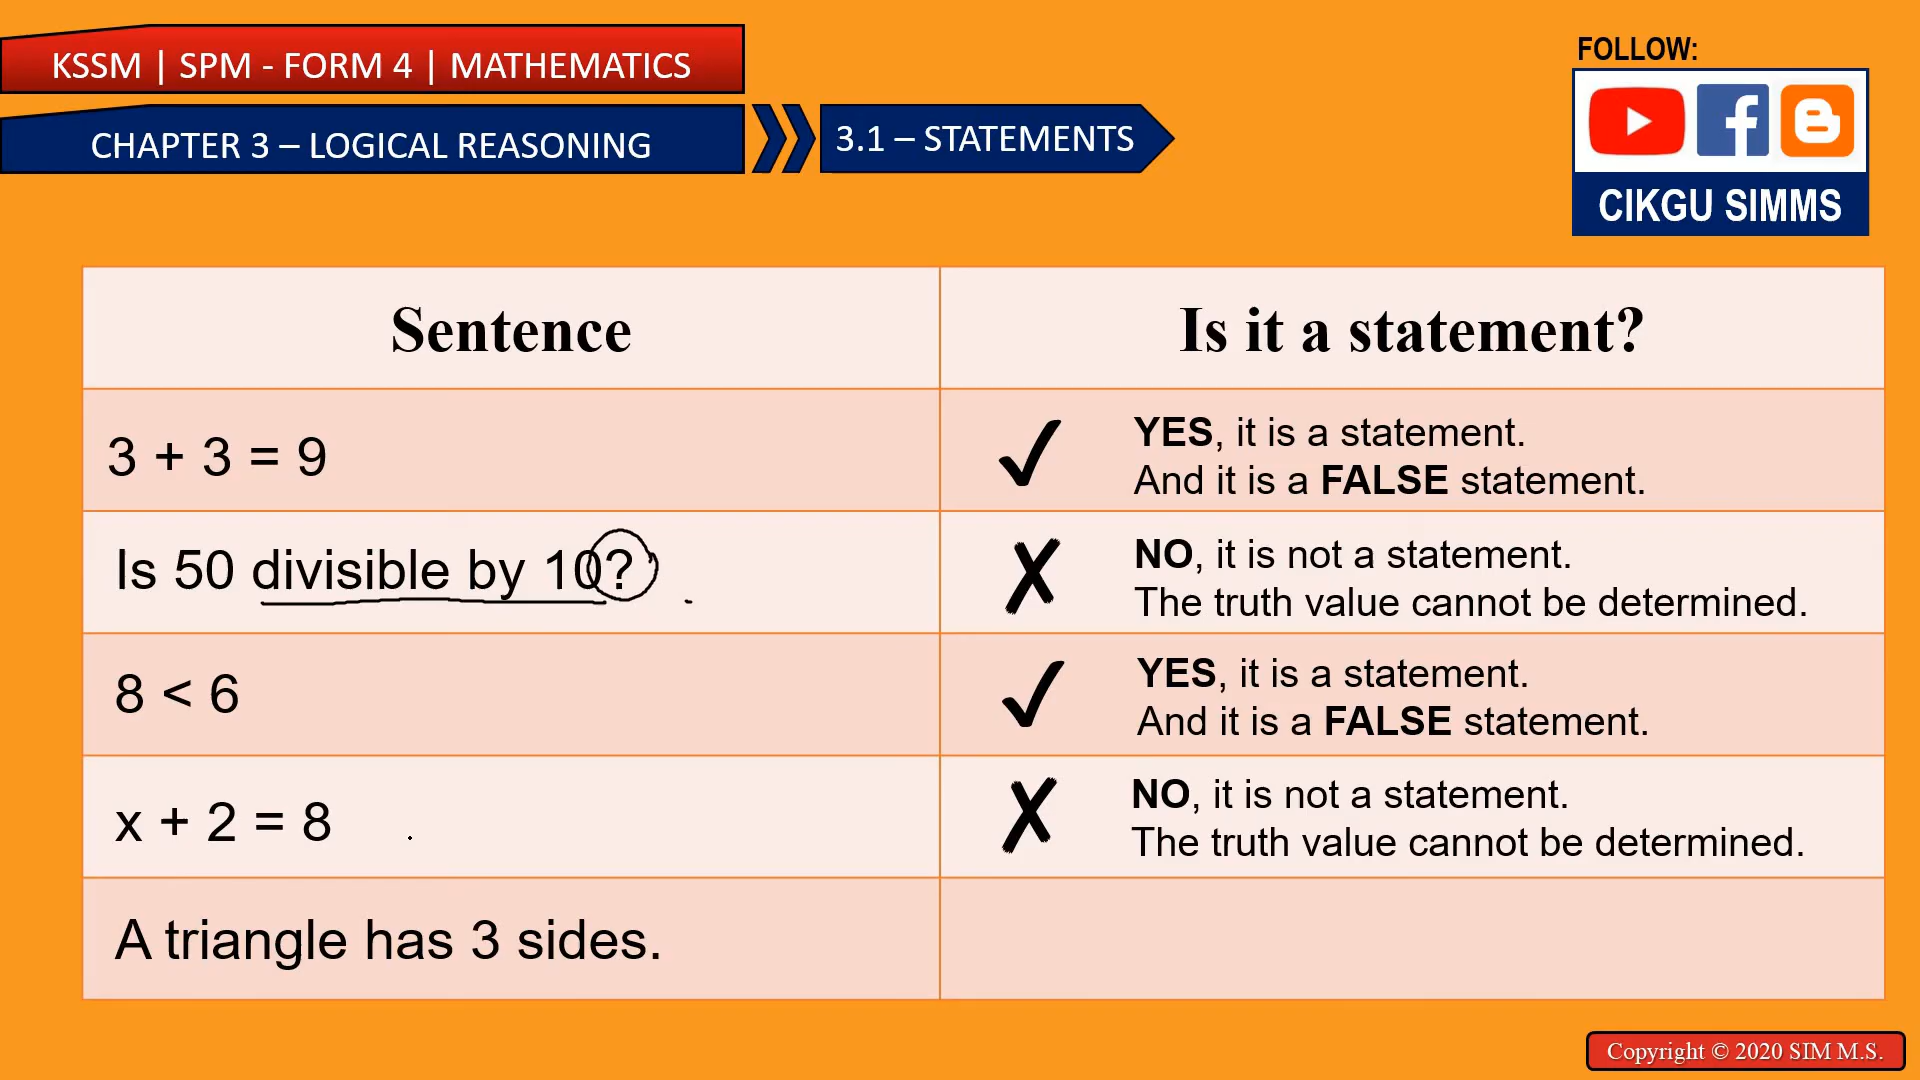 KSSM | SPM - FORM 4 | MATHEMATICS
CHAPTER 3 – LOGICAL REASONING
3.1 – STATEMENTS
FOLLOW:
CIKGU SIMMS
Sentence
Is it a statement?
3 + 3 = 9
YES, it is a statement.
And it is a FALSE statement.
Is 50 divisible by 10?
NO, it is not a statement.
The truth value cannot be determined.
8 < 6
YES, it is a statement.
And it is a FALSE statement.
x + 2 = 8
NO, it is not a statement.
The truth value cannot be determined.
A triangle has 3 sides.
Copyright © 2020 SIM M.S.